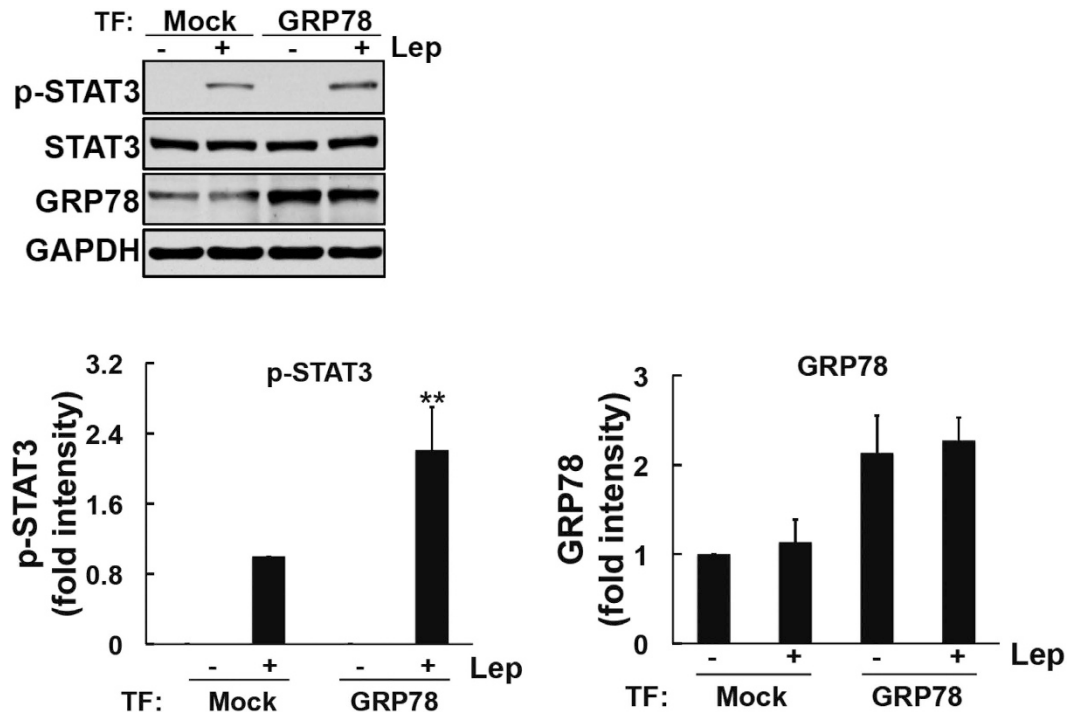 TF: Mock GRP78
- + - + Lep
p-STAT3
STAT3
GRP78
GAPDH
p-STAT3
(fold intensity)
3.2
2.4
1.6
0.8
0
p-STAT3
**
- + - + Lep
TF: Mock GRP78
GRP78
(fold intensity)
3
2
1
0
GRP78
- + - + Lep
TF: Mock GRP78